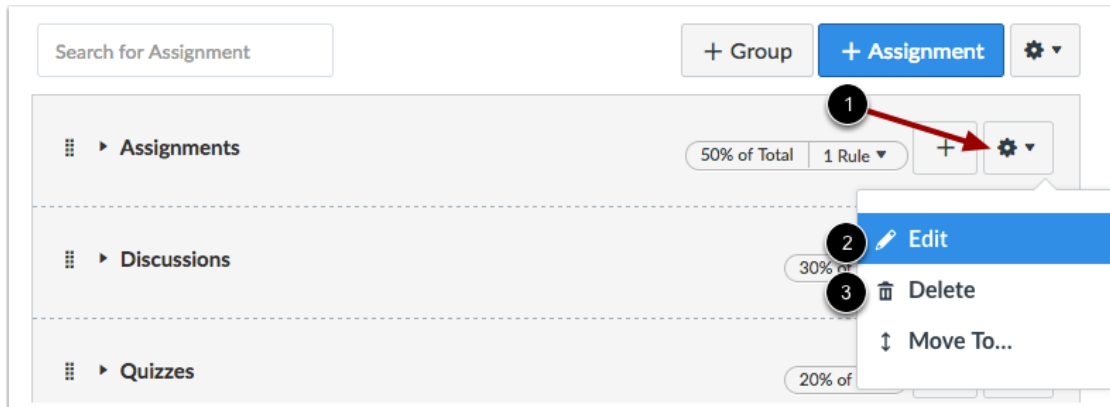 Search for Assignment
+ Group
+ Assignment
1
Assignments
50% of Total
1 Rule
+
2
Edit
Discussions
30% of
3
Delete
Move To...
Quizzes
20% of